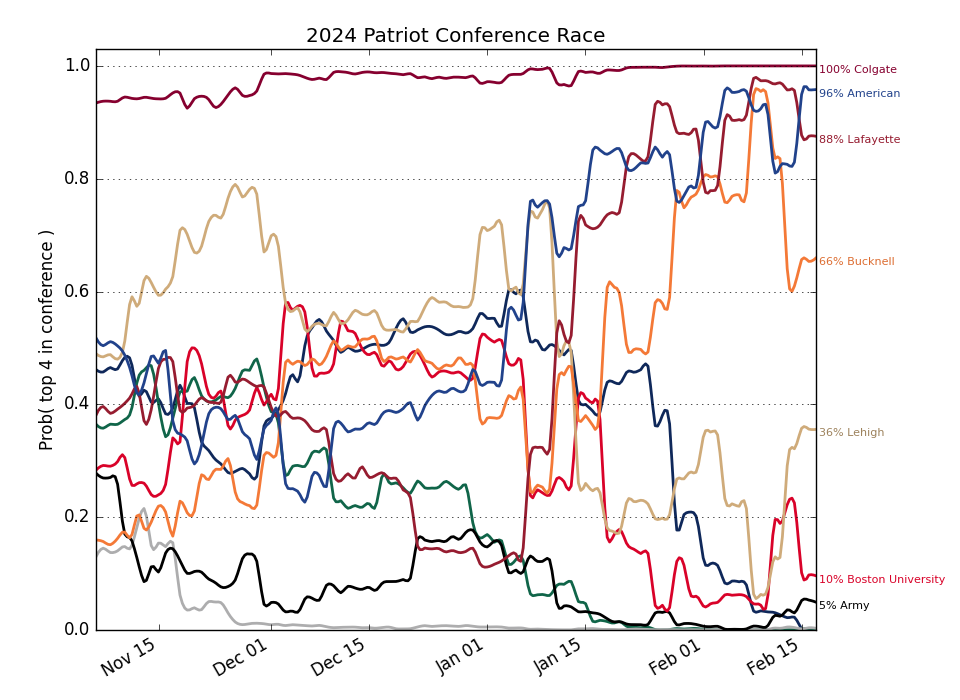 2024 Patriot Conference Race
Prob( top 4 in conference )
1.0
0.8
0.6
0.4
0.2
0.0
Nov 15
Dec 01
Dec 15
Jan 01
Jan 15
Feb 01
Feb 15
100% Colgate
96% American
88% Lafayette
66% Bucknell
36% Lehigh
10% Boston University
5% Army